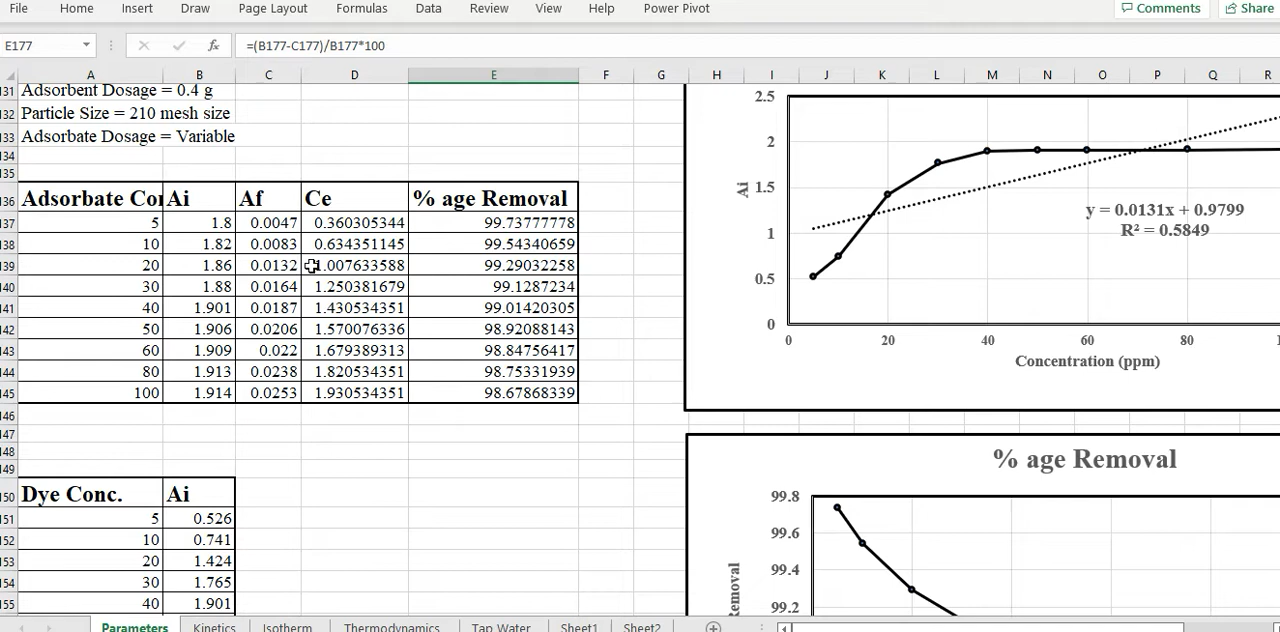 File Home Insert Draw Page Layout Formulas Data Review View Help Power Pivot Comments Share
E177 fx =(B177-C177)/B177*100
A B C D E F G H I J K L M N O P Q R
131 Adsorbent Dosage = 0.4 g
132 Particle Size = 210 mesh size
133 Adsorbate Dosage = Variable
134
135
136 Adsorbate Co Ai Af Ce % age Removal
137 5 1.8 0.0047 0.360305344 99.73777778
138 10 1.82 0.0083 0.634351145 99.54340659
139 20 1.86 0.0132 1.007633588 99.29032258
140 30 1.88 0.0164 1.250381679 99.1287234
141 40 1.901 0.0187 1.430534351 99.01420305
142 50 1.906 0.0206 1.570076336 98.92088143
143 60 1.909 0.022 1.679389313 98.84756417
144 80 1.913 0.0238 1.820534351 98.75331939
145 100 1.914 0.0253 1.930534351 98.67868339
146
147
148
149
150 Dye Conc. Ai
151 5 0.526
152 10 0.741
153 20 1.424
154 30 1.765
155 40 1.901
2.5
2
1.5
1
0.5
0
Ai
y = 0.0131x + 0.9799
R² = 0.5849
0 20 40 60 80
Concentration (ppm)
% age Removal
99.8
99.6
99.4
99.2
Removal
Parameters Kinetics Isotherm Thermodynamics Tap Water Sheet1 Sheet2